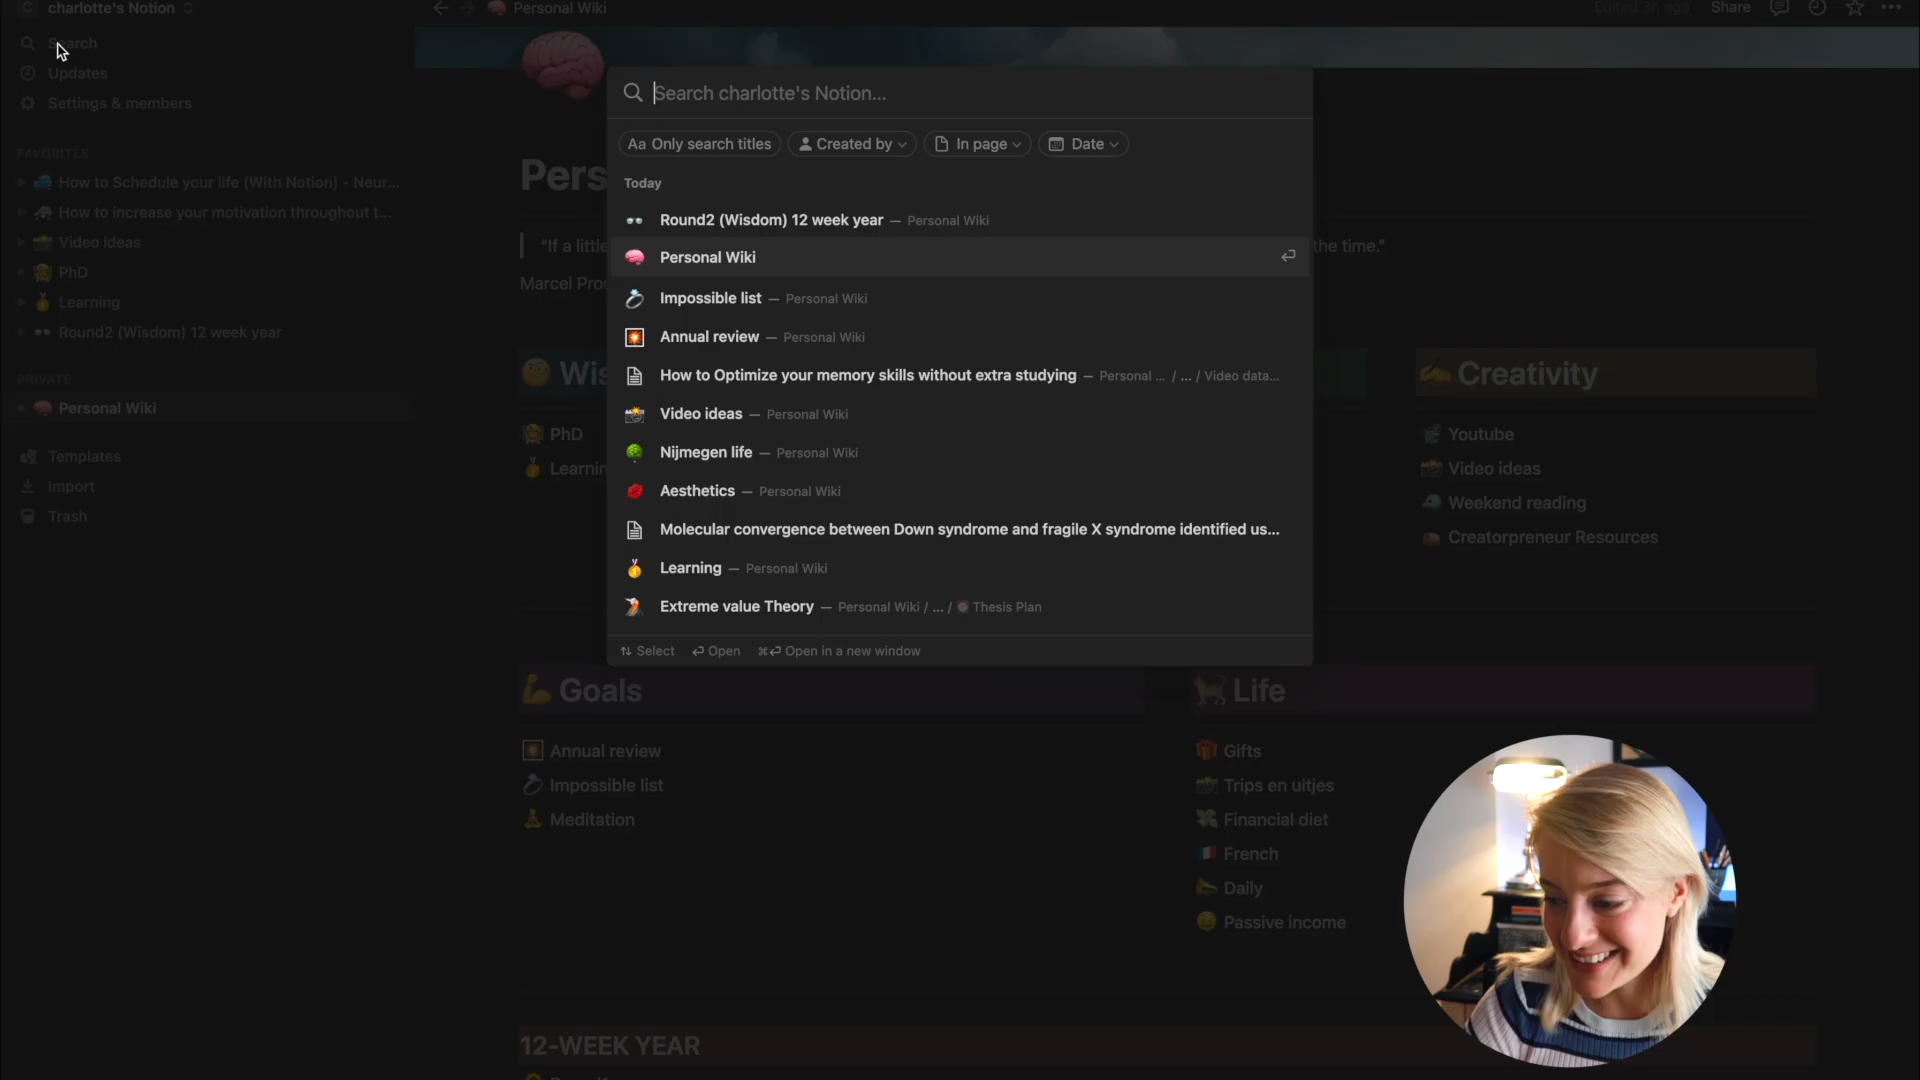 charlotte's Notion
Search
Updates
Settings & members
FAVORITES
How to Schedule your life (With Notion) - Neur...
How to increase your motivation throughout t...
Video ideas
PhD
Learning
Round2 (Wisdom) 12 week year
PRIVATE
Personal Wiki
Templates
Import
Trash
Personal Wiki
Edited 3h ago
Share
Pers
"If a little
the time."
Marcel Prou
Search charlotte's Notion...
Aa Only search titles
Created by
In page
Date
Today
Round2 (Wisdom) 12 week year — Personal Wiki
Personal Wiki
Impossible list — Personal Wiki
Annual review — Personal Wiki
How to Optimize your memory skills without extra studying — Personal ... / ... / Video data...
Video ideas — Personal Wiki
Nijmegen life — Personal Wiki
Aesthetics — Personal Wiki
Molecular convergence between Down syndrome and fragile X syndrome identified us...
Learning — Personal Wiki
Extreme value Theory — Personal Wiki / ... / Thesis Plan
Select
Open
Open in a new window
Wis
PhD
Learnin
Creativity
Youtube
Video ideas
Weekend reading
Creatorpreneur Resources
Goals
Annual review
Impossible list
Meditation
Life
Gifts
Trips en uitjes
Financial diet
French
Daily
Passive income
12-WEEK YEAR